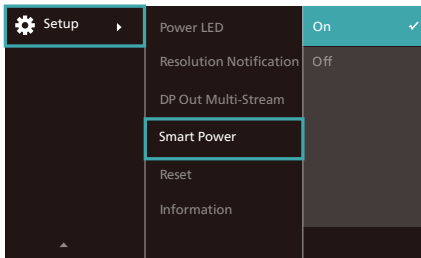 Setup
Power LED
On
Resolution Notification
Off
DP Out Multi-Stream
Smart Power
Reset
Information